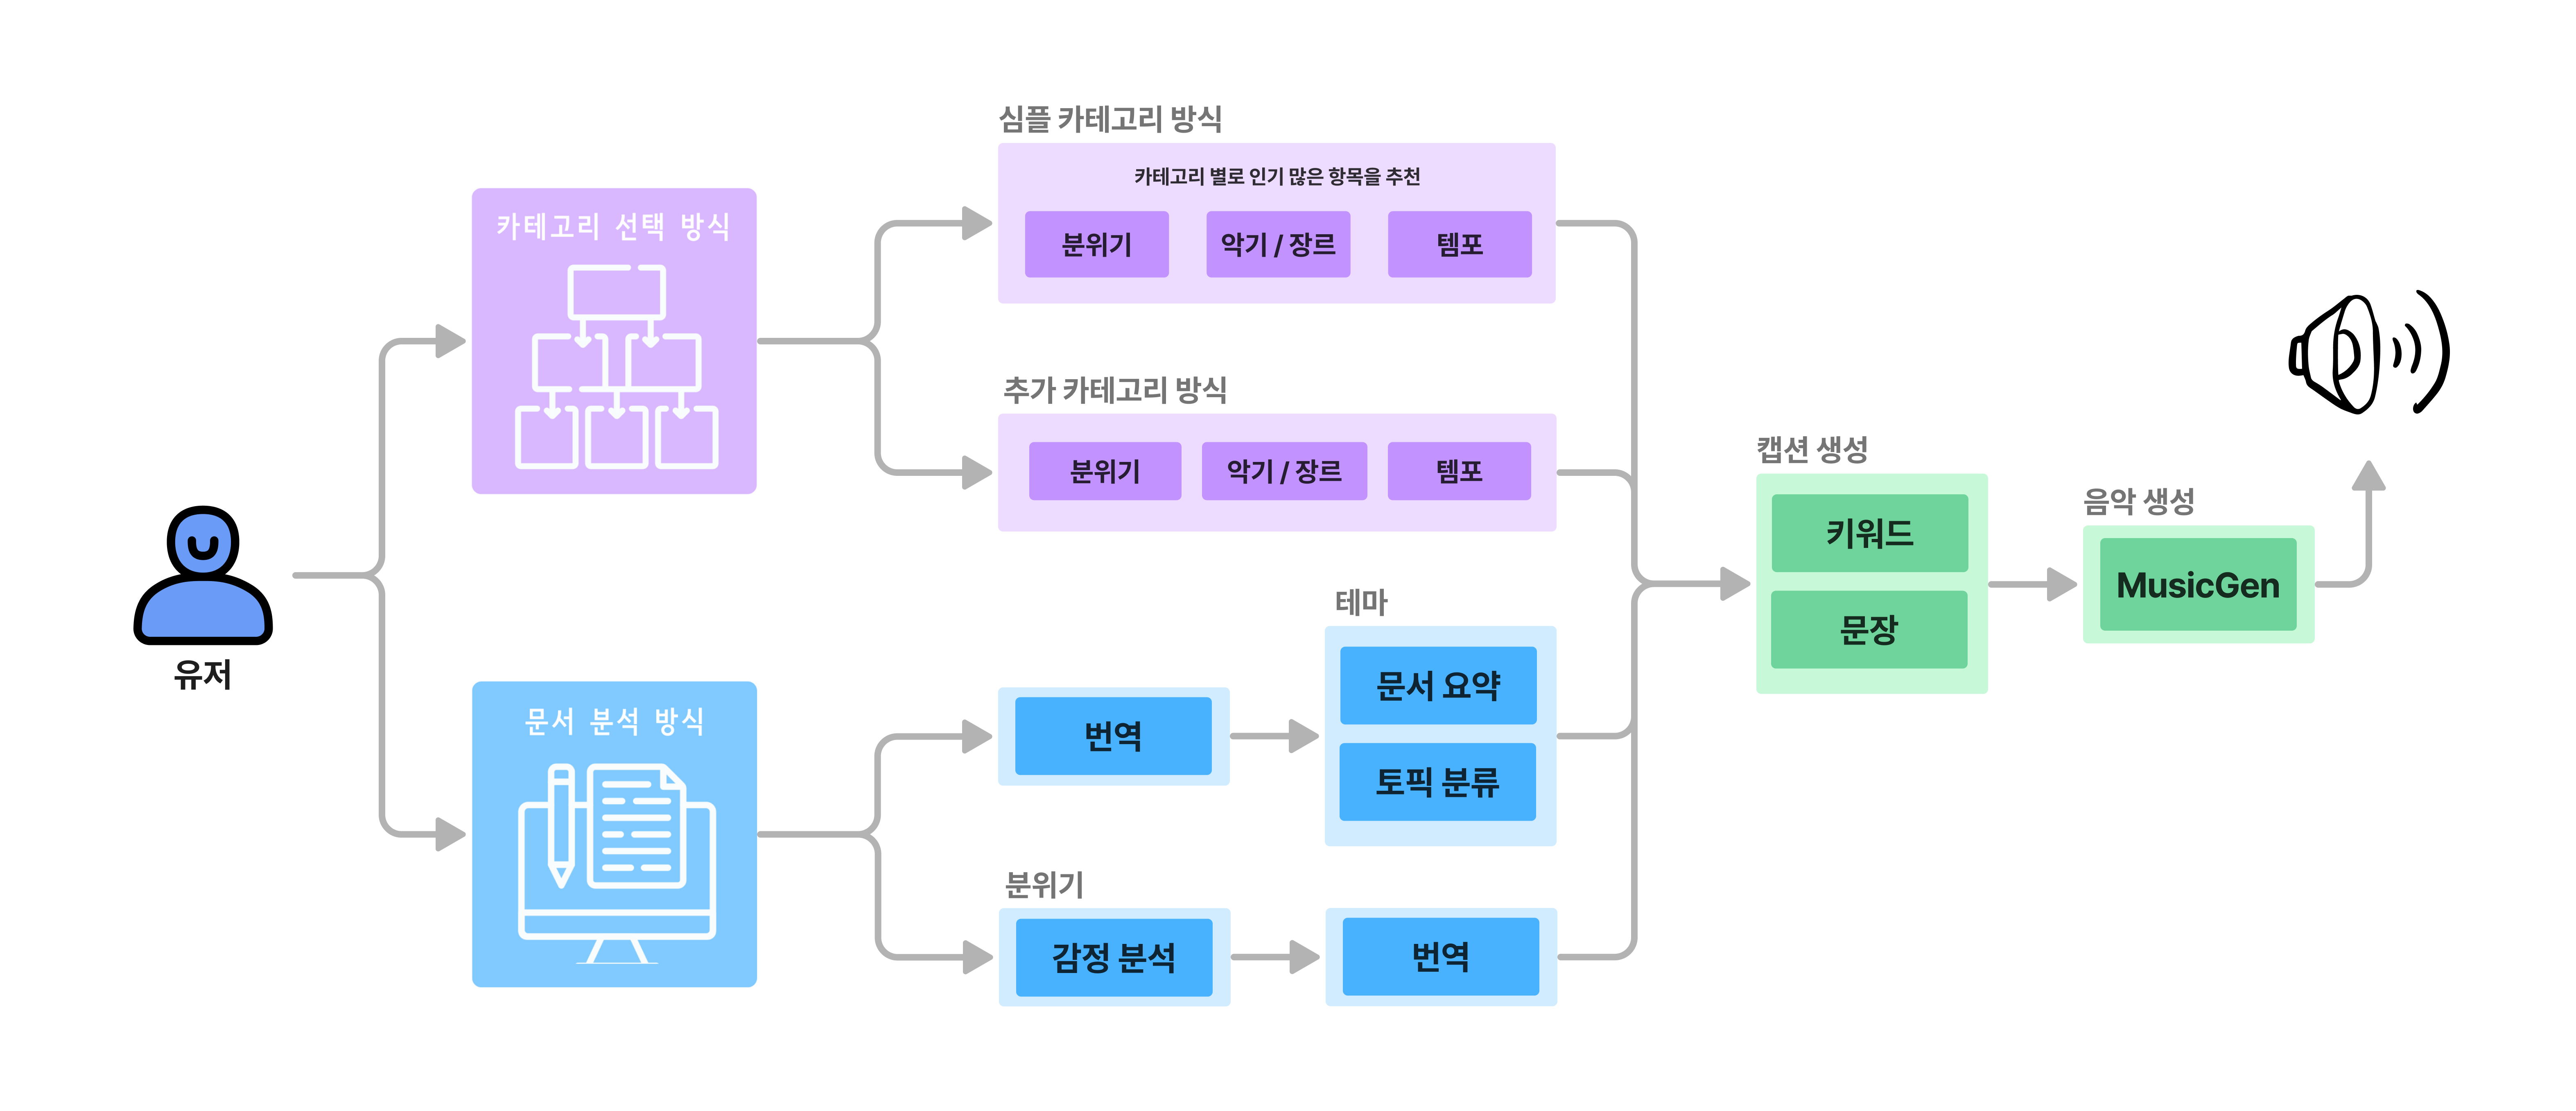 유저
카테고리 선택 방식
문서 분석 방식
심플 카테고리 방식
카테고리 별로 인기 많은 항목을 추천
분위기
악기 / 장르
템포
추가 카테고리 방식
분위기
악기 / 장르
템포
번역
테마
문서 요약
토픽 분류
분위기
감정 분석
번역
캡션 생성
키워드
문장
음악 생성
MusicGen